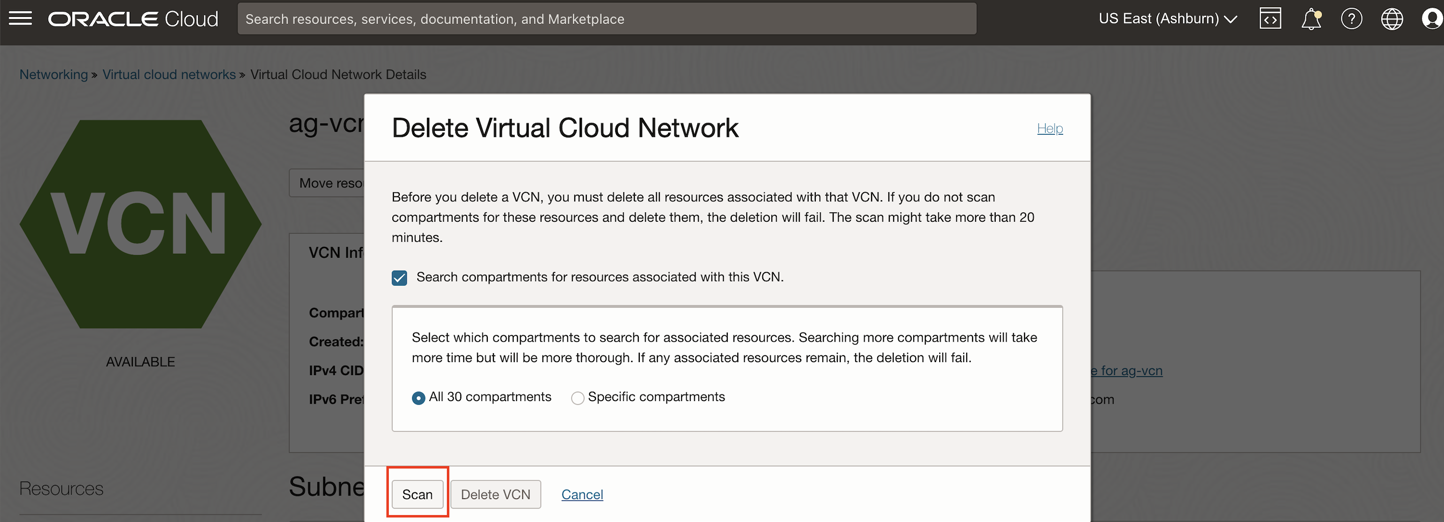 ORACLE Cloud
Search resources, services, documentation, and Marketplace
US East (Ashburn)
Networking » Virtual cloud networks » Virtual Cloud Network Details
VCN
AVAILABLE
Resources
ag-vcn
Move reso
VCN Inf
Compart
Created:
IPv4 CID
IPv6 Pref
e for ag-vcn
com
Subne
Delete Virtual Cloud Network
Help
Before you delete a VCN, you must delete all resources associated with that VCN. If you do not scan
compartments for these resources and delete them, the deletion will fail. The scan might take more than 20
minutes.
Search compartments for resources associated with this VCN.
Select which compartments to search for associated resources. Searching more compartments will take
more time but will be more thorough. If any associated resources remain, the deletion will fail.
All 30 compartments
Specific compartments
Scan
Delete VCN
Cancel